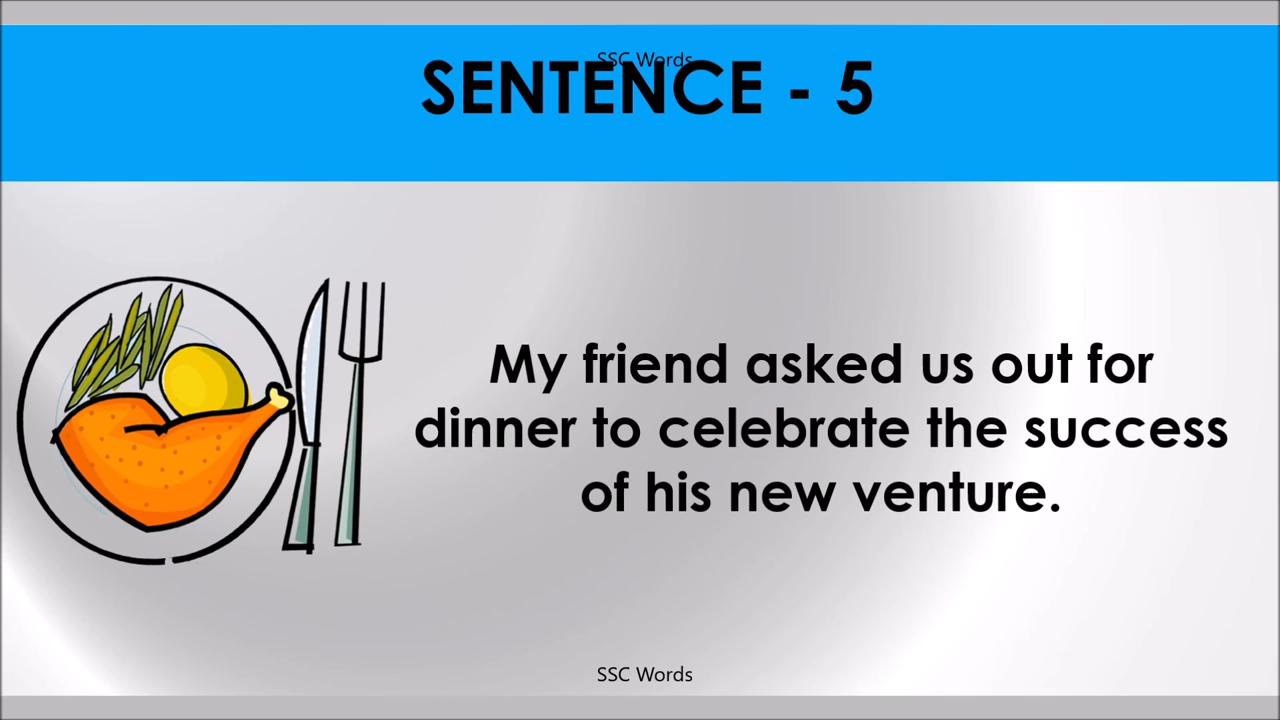 SSC Words
SENTENCE - 5
My friend asked us out for
dinner to celebrate the success
of his new venture.
SSC Words